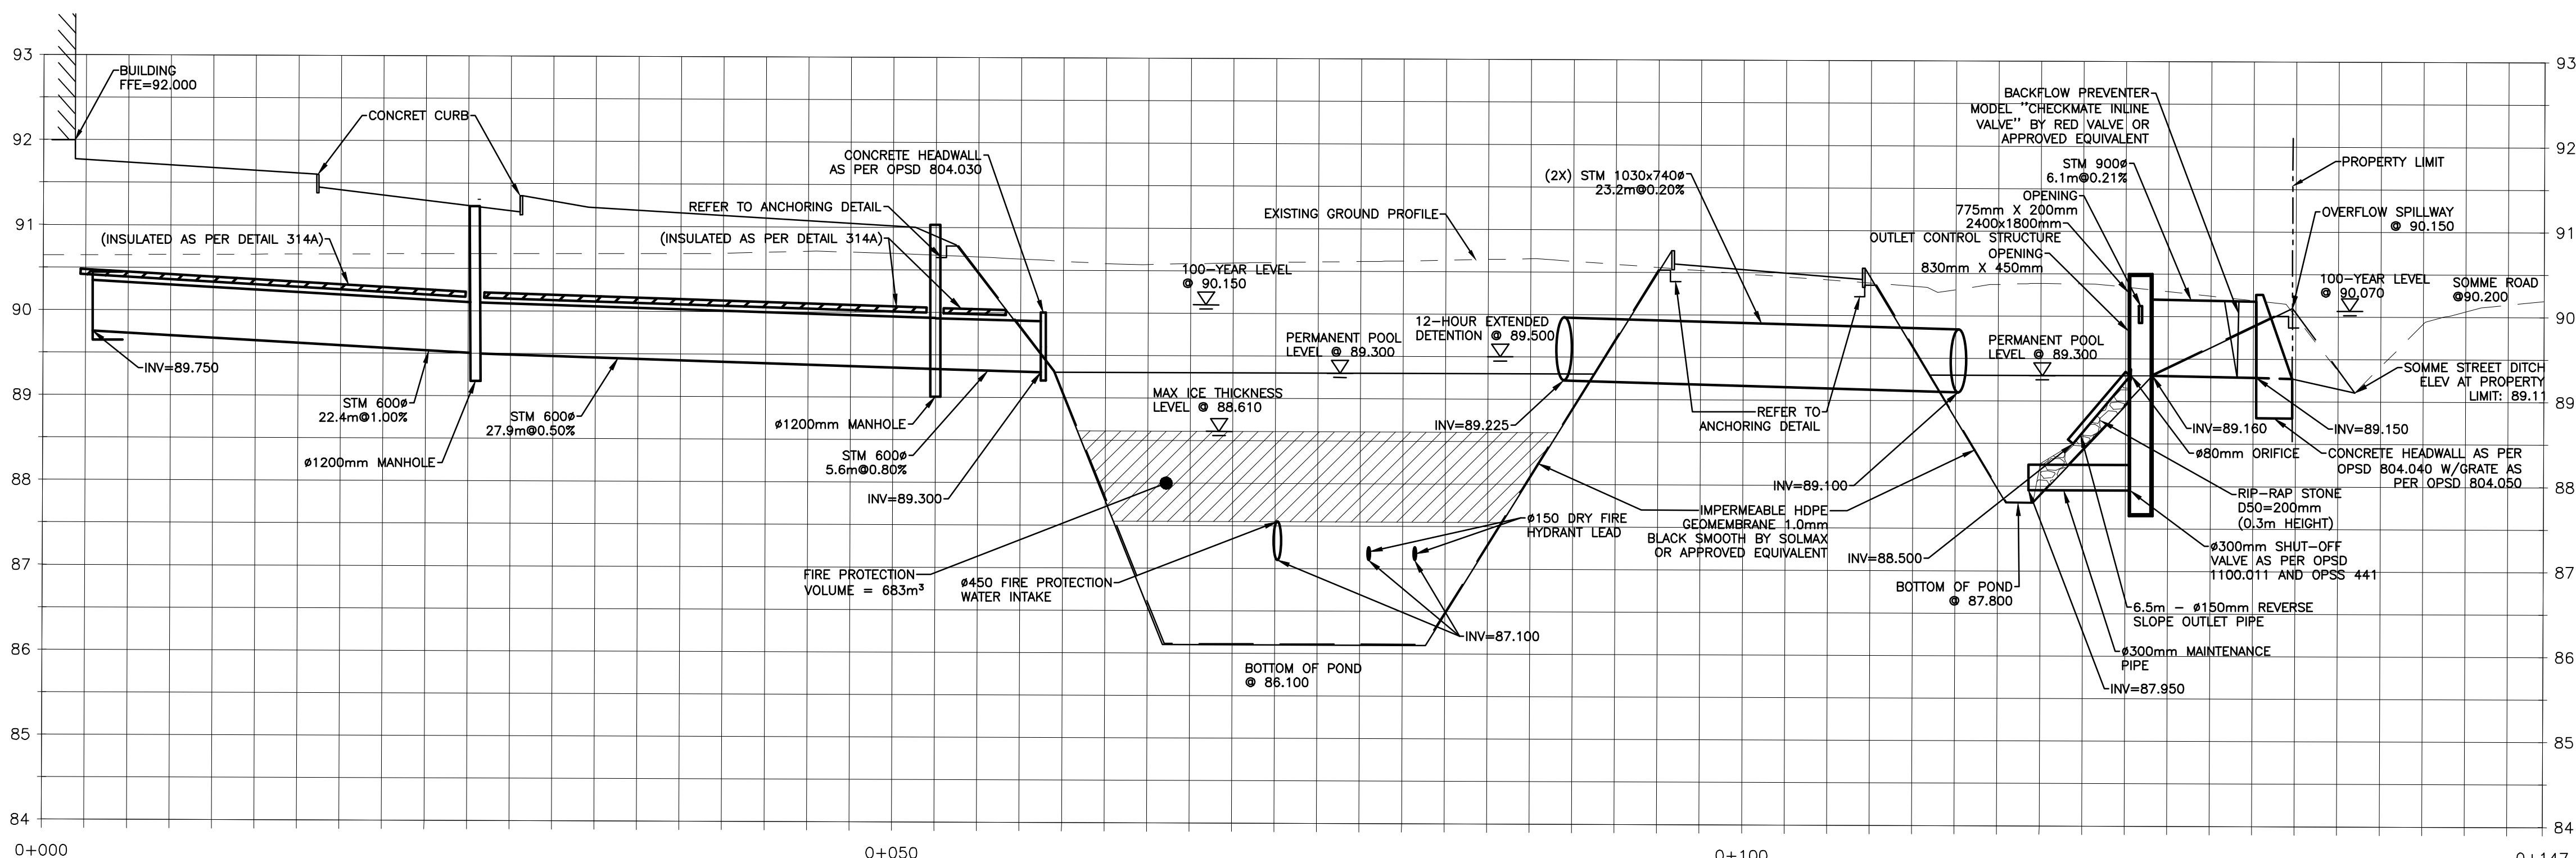 93
92
91
90
89
88
87
86
85
84
BUILDING
FFE=92.000
CONCRET CURB
CONCRETE HEADWALL
AS PER OPSD 804.030
REFER TO ANCHORING DETAIL
(INSULATED AS PER DETAIL 314A)
(INSULATED AS PER DETAIL 314A)
INV=89.750
STM 600ø
22.4m@1.00%
STM 600ø
27.9m@0.50%
ø1200mm MANHOLE
ø1200mm MANHOLE
STM 600ø
5.6m@0.80%
INV=89.300
FIRE PROTECTION
VOLUME = 683m³
ø450 FIRE PROTECTION
WATER INTAKE
EXISTING GROUND PROFILE
100-YEAR LEVEL
@ 90.150
PERMANENT POOL
LEVEL @ 89.300
12-HOUR EXTENDED
DETENTION @ 89.500
MAX ICE THICKNESS
LEVEL @ 88.610
(2X) STM 1030x740ø
23.2m@0.20%
INV=89.225
REFER TO
ANCHORING DETAIL
INV=89.100
ø150 DRY FIRE
HYDRANT LEAD
IMPERMEABLE HDPE
GEOMEMBRANE 1.0mm
BLACK SMOOTH BY SOLMAX
OR APPROVED EQUIVALENT
INV=87.100
BOTTOM OF POND
@ 86.100
BACKFLOW PREVENTER
MODEL "CHECKMATE INLINE
VALVE" BY RED VALVE OR
APPROVED EQUIVALENT
STM 900ø
6.1m@0.21%
OPENING
775mm X 200mm
2400x1800mm
OUTLET CONTROL STRUCTURE
OPENING
830mm X 450mm
PERMANENT POOL
LEVEL @ 89.300
PROPERTY LIMIT
OVERFLOW SPILLWAY
@ 90.150
100-YEAR LEVEL
@ 90.070
SOMME ROAD
@90.200
SOMME STREET DITCH
ELEV AT PROPERTY
LIMIT: 89.11
INV=89.160
INV=89.150
ø80mm ORIFICE
CONCRETE HEADWALL AS PER
OPSD 804.040 W/GRATE AS
PER OPSD 804.050
RIP-RAP STONE
D50=200mm
(0.3m HEIGHT)
ø300mm SHUT-OFF
VALVE AS PER OPSD
1100.011 AND OPSS 441
INV=88.500
BOTTOM OF POND
@ 87.800
6.5m - ø150mm REVERSE
SLOPE OUTLET PIPE
ø300mm MAINTENANCE
PIPE
INV=87.950
93
92
91
90
89
88
87
86
85
84
0+000
0+050
0+100
0+147